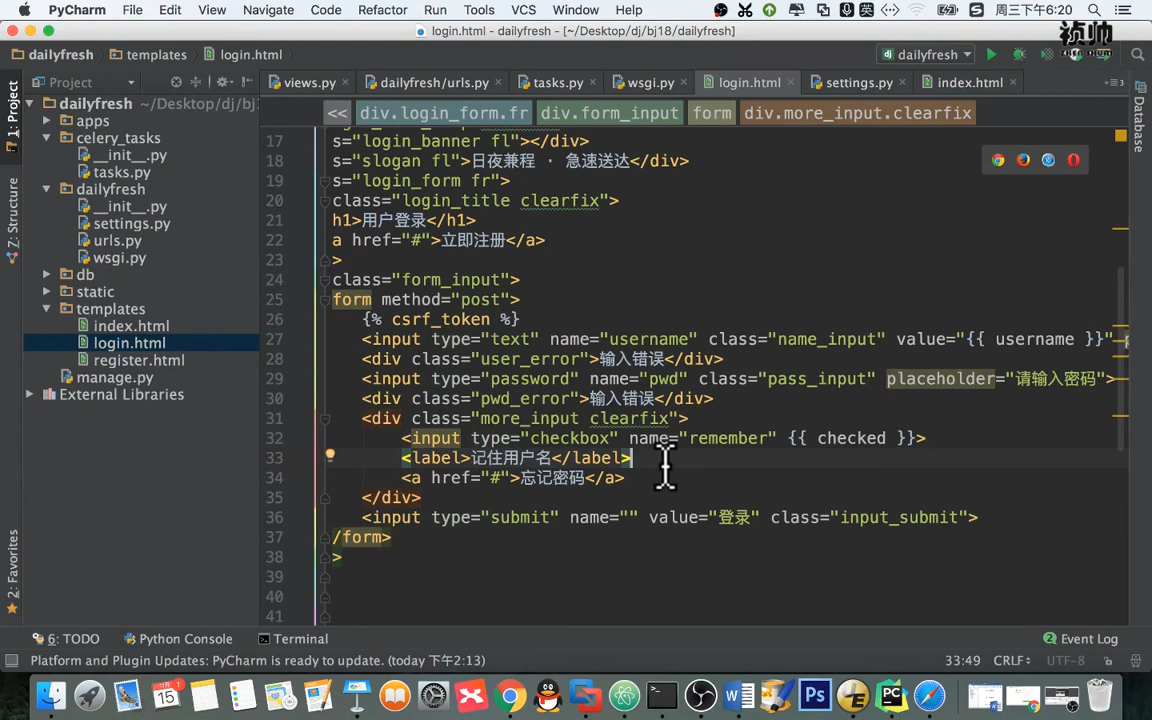 PyCharm File Edit View Navigate Code Refactor Run Tools VCS Window Help 英 周三下午6:20
login.html - dailyfresh - [~/Desktop/dj/bj18/dailyfresh]
祯帅
dailyfresh templates login.html dailyfresh
Project views.py dailyfresh/urls.py tasks.py wsgi.py login.html settings.py index.html
<< div.login_form.fr div.form_input form div.more_input.clearfix
1: Project
7: Structure
2: Favorites
Database
dailyfresh ~/Desktop/dj/bj1
apps
celery_tasks
__init__.py
tasks.py
dailyfresh
__init__.py
settings.py
urls.py
wsgi.py
db
static
templates
index.html
login.html
register.html
manage.py
External Libraries
17 s="login_banner fl"></div>
18 s="slogan fl">日夜兼程 · 急速送达</div>
19 s="login_form fr">
20 class="login_title clearfix">
21 h1>用户登录</h1>
22 a href="#">立即注册</a>
23 >
24 class="form_input">
25 form method="post">
26 {% csrf_token %}
27 <input type="text" name="username" class="name_input" value="{{ username }}" p
28 <div class="user_error">输入错误</div>
29 <input type="password" name="pwd" class="pass_input" placeholder="请输入密码">
30 <div class="pwd_error">输入错误</div>
31 <div class="more_input clearfix">
32 <input type="checkbox" name="remember" {{ checked }}>
33 <label>记住用户名</label>
34 <a href="#">忘记密码</a>
35 </div>
36 <input type="submit" name="" value="登录" class="input_submit">
37 /form>
38 >
39
40
41
6: TODO Python Console Terminal 2 Event Log
Platform and Plugin Updates: PyCharm is ready to update. (today 下午2:13) 33:49 CRLF UTF-8